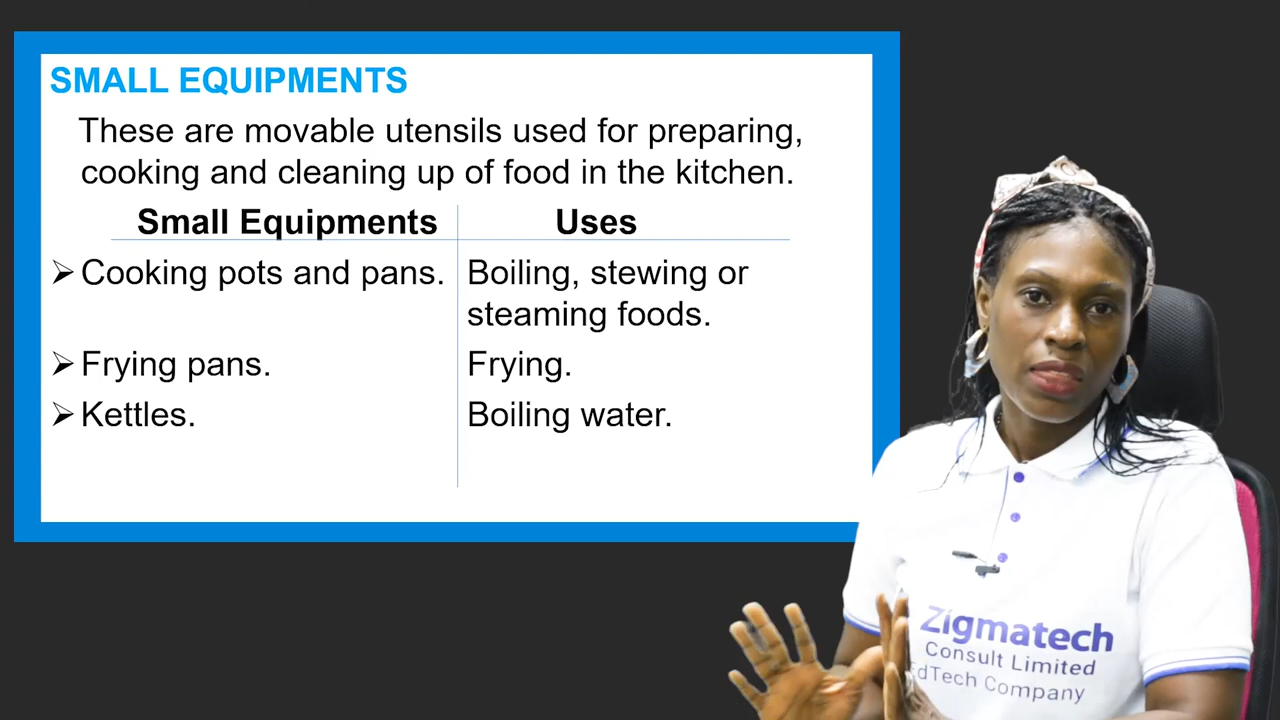 SMALL EQUIPMENTS
These are movable utensils used for preparing,
cooking and cleaning up of food in the kitchen.
Small Equipments Uses
➢ Cooking pots and pans. Boiling, stewing or
steaming foods.
➢ Frying pans. Frying.
➢ Kettles. Boiling water.
Zigmatech
Consult Limited
dTech Company